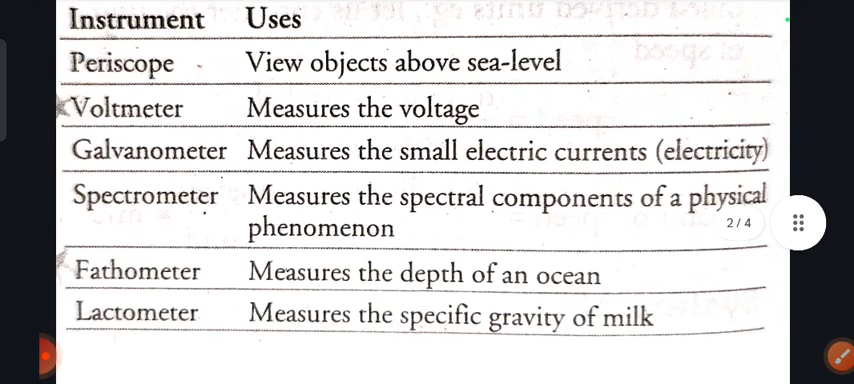 Instrument Uses
Periscope View objects above sea-level
Voltmeter Measures the voltage
Galvanometer Measures the small electric currents (electricity)
Spectrometer Measures the spectral components of a physical
phenomenon
2/4
Fathometer Measures the depth of an ocean
Lactometer Measures the specific gravity of milk